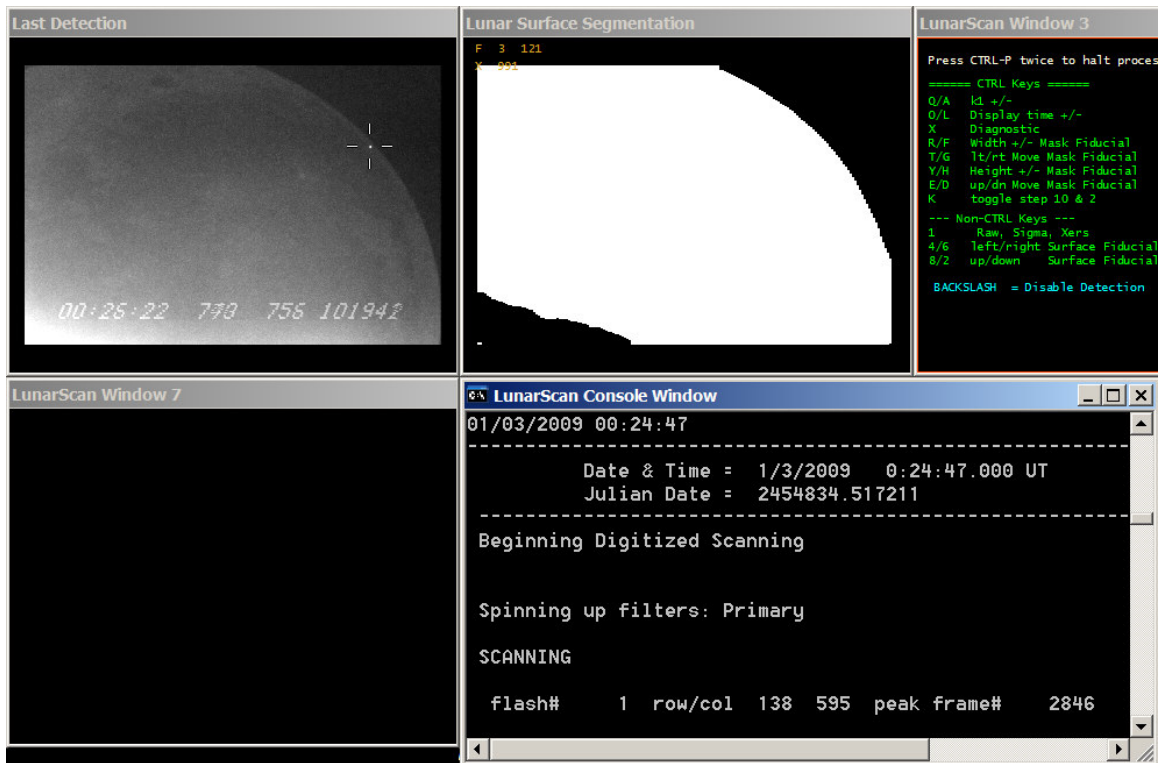 Last Detection
00:26:22 756 101942
Lunar Surface Segmentation
F 3 121
X 991
LunarScan Window 3
Press CTRL-P twice to halt proces
====== CTRL Keys ======
Q/A k1 +/-
O/L Display time +/-
X Diagnostic
R/F Width +/- Mask Fiducial
T/G lt/rt Move Mask Fiducial
Y/H Height +/- Mask Fiducial
E/D up/dn Move Mask Fiducial
K toggle step 10 & 2
--- Non-CTRL Keys ---
1 Raw, Sigma, Xers
4/6 left/right Surface Fiducial
8/2 up/down Surface Fiducial
BACKSLASH = Disable Detection
LunarScan Window 7
LunarScan Console Window
01/03/2009 00:24:47
Date & Time = 1/3/2009 0:24:47.000 UT
Julian Date = 2454834.517211
Beginning Digitized Scanning
Spinning up filters: Primary
SCANNING
flash# 1 row/col 138 595 peak frame# 2846